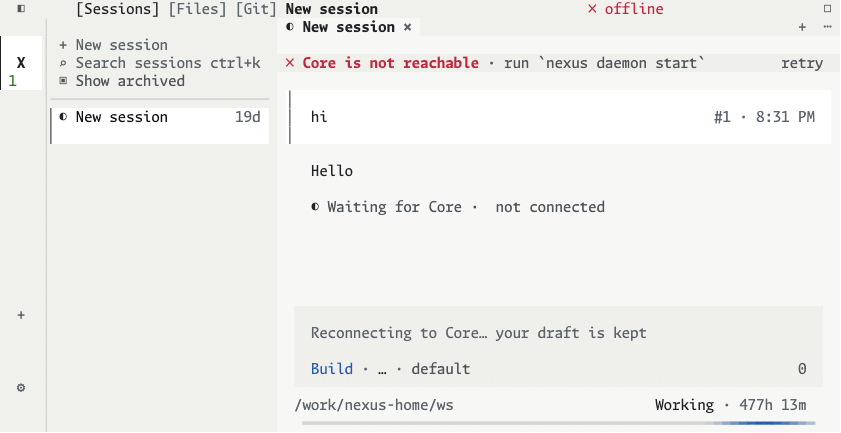 [Sessions] [Files] [Git] New session × offline
New session ×
+ New session
Search sessions ctrl+k
Show archived
X
1
New session 19d
× Core is not reachable · run `nexus daemon start` retry
hi #1 · 8:31 PM
Hello
Waiting for Core · not connected
Reconnecting to Core… your draft is kept
Build · … · default 0
/work/nexus-home/ws Working · 477h 13m